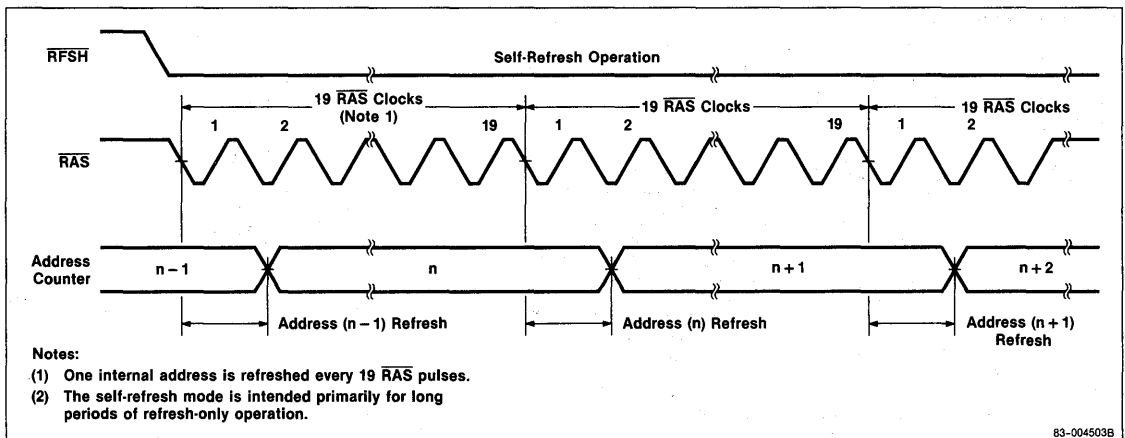 RFSH
Self-Refresh Operation
19 RAS Clocks
(Note 1)
19 RAS Clocks
19 RAS Clocks
1 2 19 1 2 19 1 2
RAS
Address
Counter
n – 1 n n + 1 n + 2
Address (n – 1) Refresh
Address (n) Refresh
Address (n + 1)
Refresh
Notes:
(1) One internal address is refreshed every 19 RAS pulses.
(2) The self-refresh mode is intended primarily for long
periods of refresh-only operation.
83-004503B